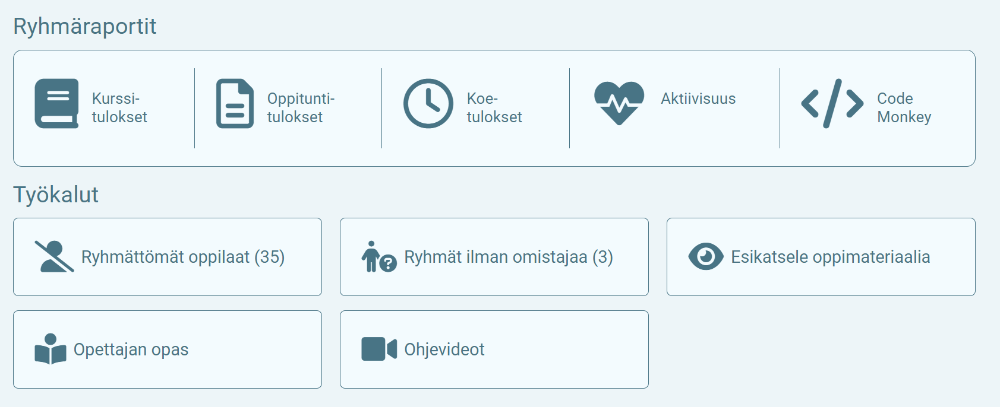 Ryhmäraportit
Kurssi-
tulokset
Oppitunti-
tulokset
Koe-
tulokset
Aktiivisuus
Code
Monkey
Työkalut
Ryhmättömät oppilaat (35)
Ryhmät ilman omistajaa (3)
Esikatsele oppimateriaalia
Opettajan opas
Ohjevideot